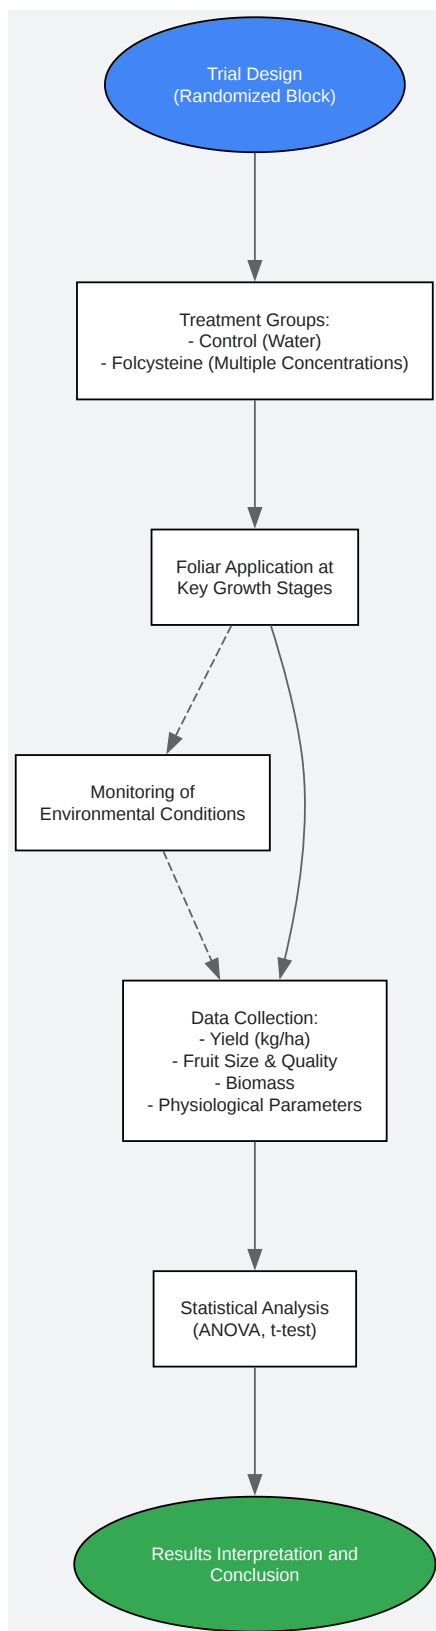 Trial Design
(Randomized Block)
Treatment Groups:
- Control (Water)
- Folcysteine (Multiple Concentrations)
Foliar Application at
Key Growth Stages
Monitoring of
Environmental Conditions
Data Collection:
- Yield (kg/ha)
- Fruit Size & Quality
- Biomass
- Physiological Parameters
Statistical Analysis
(ANOVA, t-test)
Results Interpretation and
Conclusion